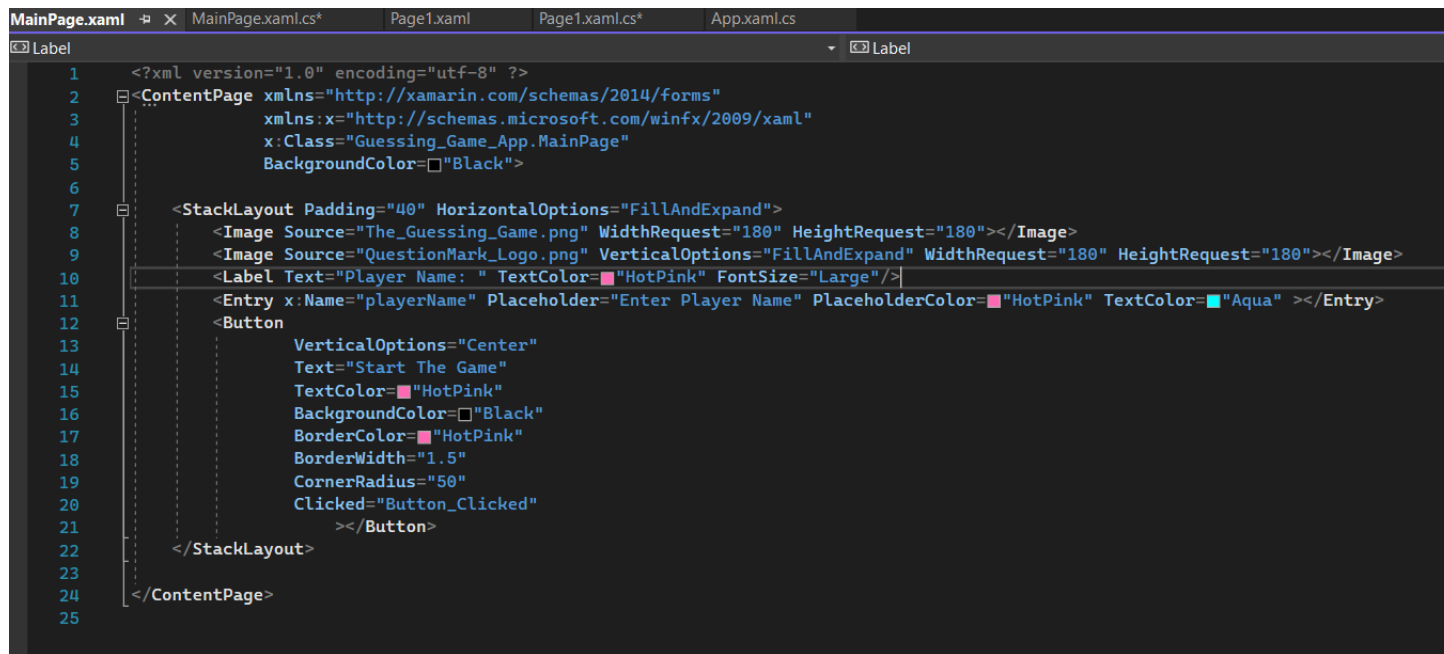 MainPage.xaml MainPage.xaml.cs* Page1.xaml Page1.xaml.cs* App.xaml.cs
Label Label
1 <?xml version="1.0" encoding="utf-8" ?>
2 <ContentPage xmlns="http://xamarin.com/schemas/2014/forms"
3 xmlns:x="http://schemas.microsoft.com/winfx/2009/xaml"
4 x:Class="Guessing_Game_App.MainPage"
5 BackgroundColor="Black">
6
7 <StackLayout Padding="40" HorizontalOptions="FillAndExpand">
8 <Image Source="The_Guessing_Game.png" WidthRequest="180" HeightRequest="180"></Image>
9 <Image Source="QuestionMark_Logo.png" VerticalOptions="FillAndExpand" WidthRequest="180" HeightRequest="180"></Image>
10 <Label Text="Player Name: " TextColor="HotPink" FontSize="Large"/>
11 <Entry x:Name="playerName" Placeholder="Enter Player Name" PlaceholderColor="HotPink" TextColor="Aqua" ></Entry>
12 <Button
13 VerticalOptions="Center"
14 Text="Start The Game"
15 TextColor="HotPink"
16 BackgroundColor="Black"
17 BorderColor="HotPink"
18 BorderWidth="1.5"
19 CornerRadius="50"
20 Clicked="Button_Clicked"
21 ></Button>
22 </StackLayout>
23
24 </ContentPage>
25